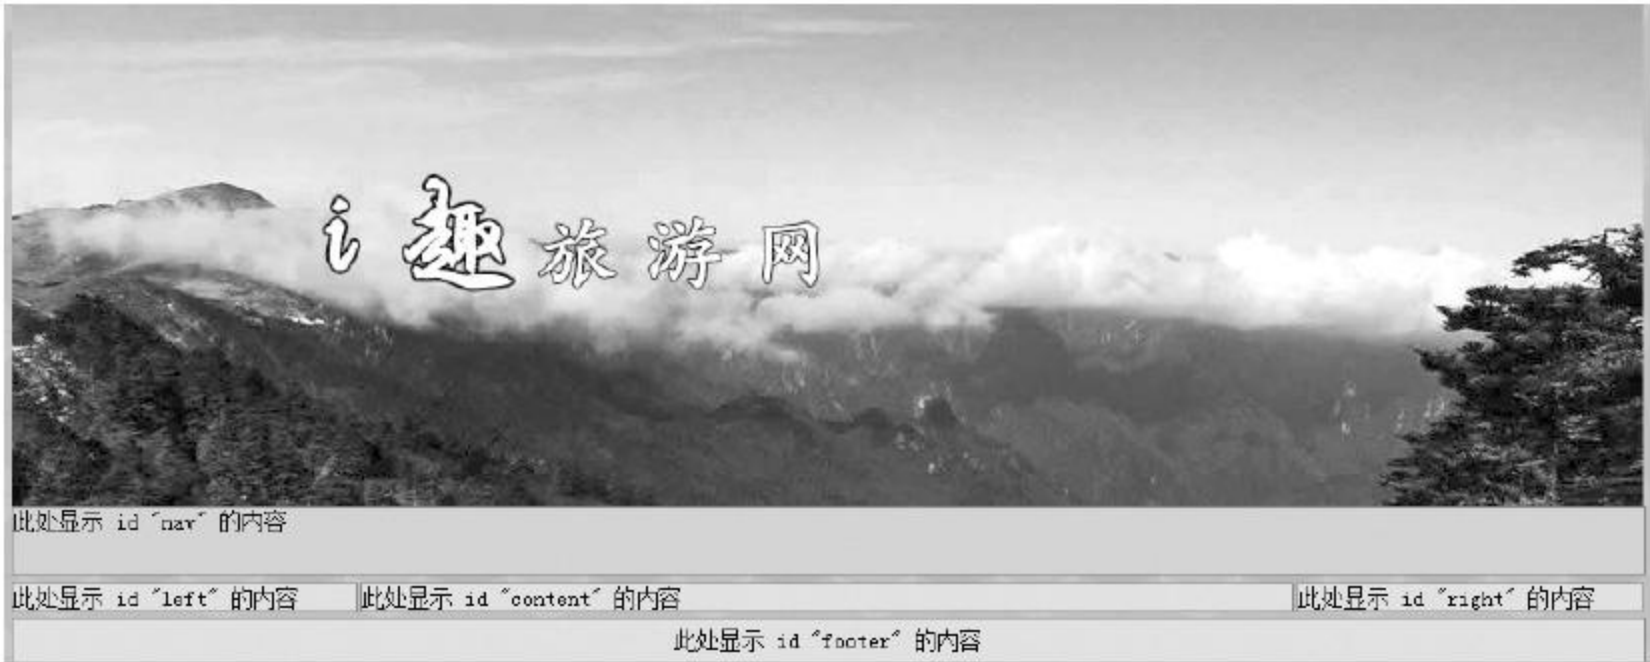 i趣旅游网
此处显示 id "nav" 的内容
此处显示 id "left" 的内容
此处显示 id "content" 的内容
此处显示 id "right" 的内容
此处显示 id "footer" 的内容